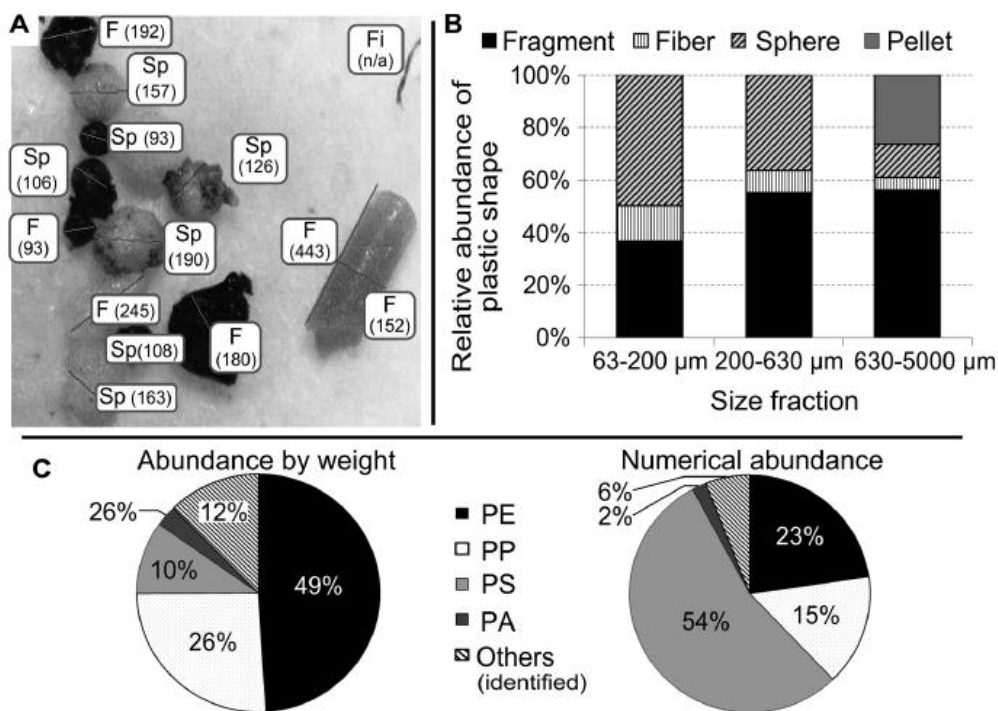 A
F (192)
Fi
(n/a)
Sp
(157)
Sp (93)
Sp
(106)
Sp
(126)
F
(93)
Sp
(190)
F
(443)
F (245)
F
(152)
Sp(108)
F
(180)
Sp (163)
B
Fragment Fiber Sphere Pellet
Relative abundance of
plastic shape
100%
80%
60%
40%
20%
0%
63-200 µm 200-630 µm 630-5000 µm
Size fraction
C
Abundance by weight
26%
12%
10%
49%
26%
PE
PP
PS
PA
Others
(identified)
Numerical abundance
6%
2%
23%
15%
54%